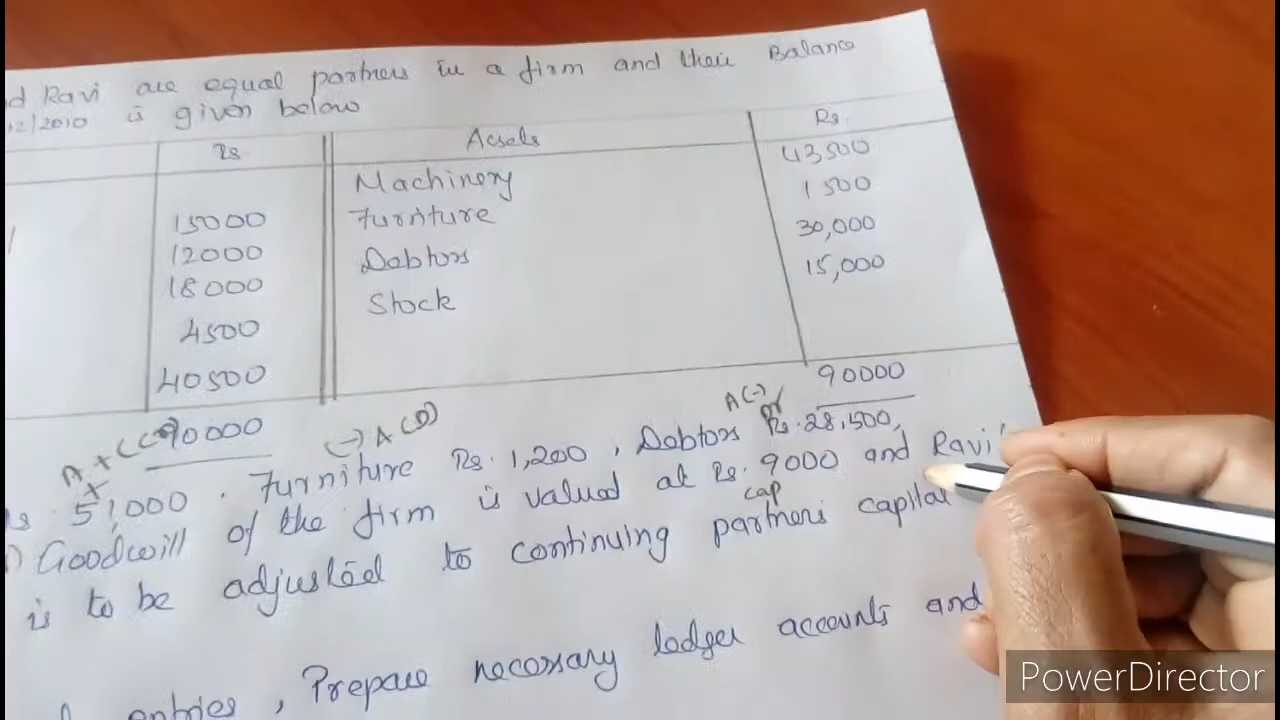 d Ravi are equal partners in a firm and their Balance
12/2010 is given below
Rs Assets Rs.
Machinery 43500
15000 Furniture 1500
12000 Debtors 30,000
18000 Stock 15,000
4500
40500 90000
90000
A + (Cr) (-) A (D) A (-) Dr
Rs 51,000 . Furniture Rs. 1,200 , Debtors Rs. 28,500,
) Goodwill of the firm is valued at Rs. 9000 and Ravi's
cap
is to be adjusted to continuing partners capital
entries , Prepare necessary ledger accounts and
PowerDirector